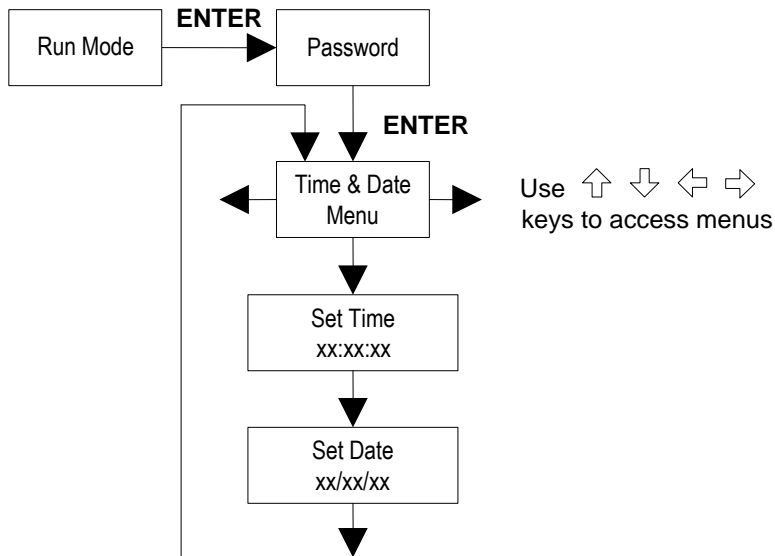 ENTER
Run Mode
Password
ENTER
Time & Date
Menu
Use ⇧ ⇩ ⇦ ⇨
keys to access menus
Set Time
xx:xx:xx
Set Date
xx/xx/xx